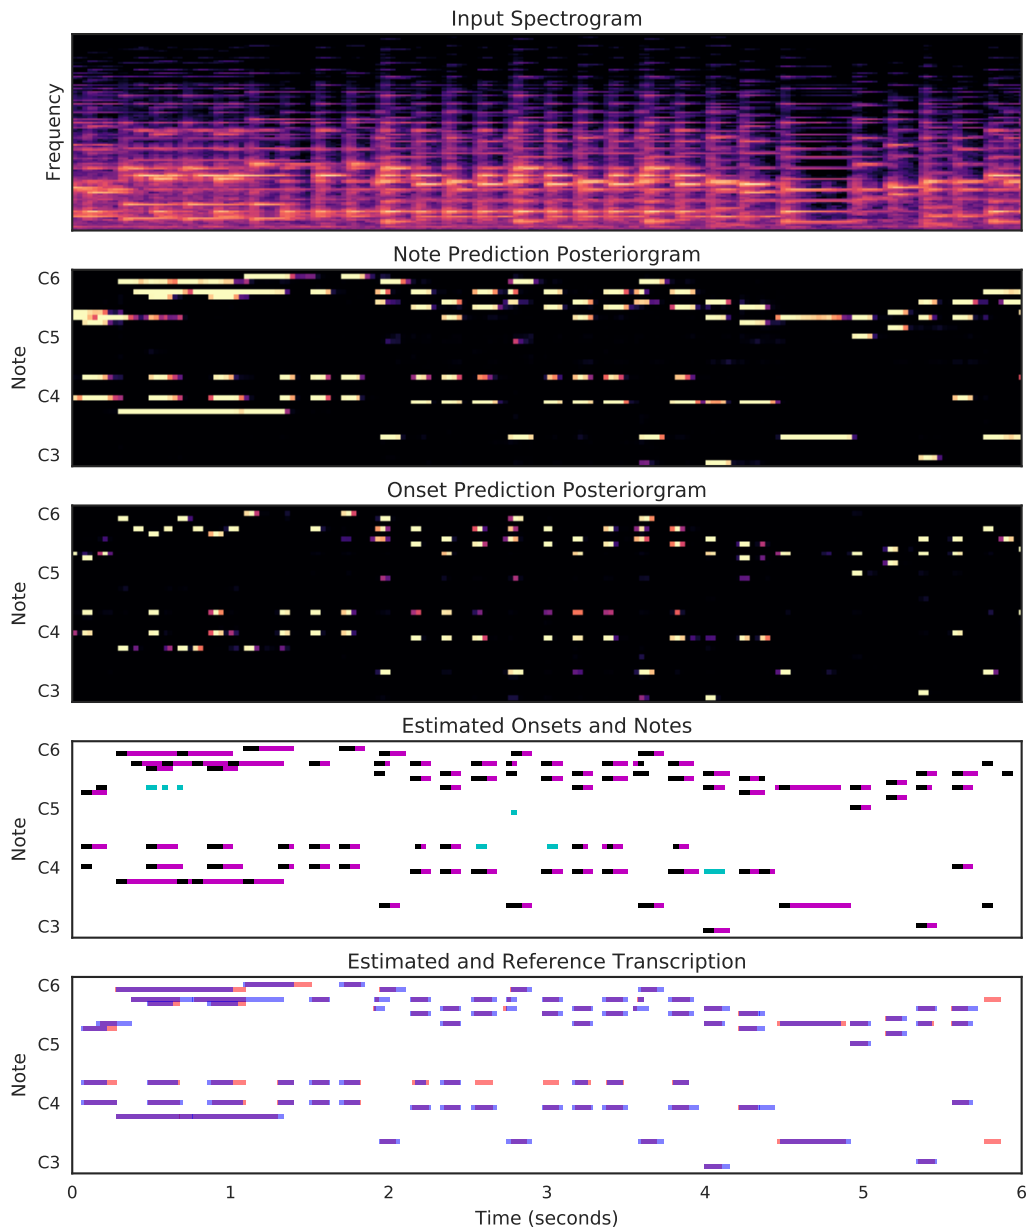 Input Spectrogram
Frequency
Note Prediction Posteriorgram
C6
C5
C4
C3
Note
Onset Prediction Posteriorgram
C6
C5
C4
C3
Note
Estimated Onsets and Notes
C6
C5
C4
C3
Note
Estimated and Reference Transcription
C6
C5
C4
C3
Note
0 1 2 3 4 5 6
Time (seconds)